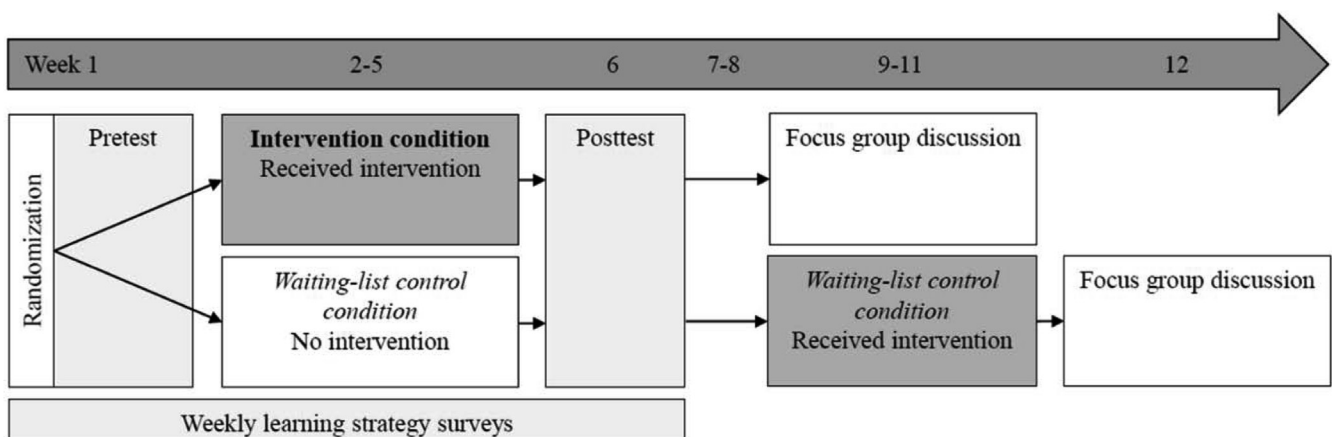 Week 1 2-5 6 7-8 9-11 12
Randomization
Pretest
Intervention condition
Received intervention
Posttest
Focus group discussion
Waiting-list control
condition
No intervention
Waiting-list control
condition
Received intervention
Focus group discussion
Weekly learning strategy surveys